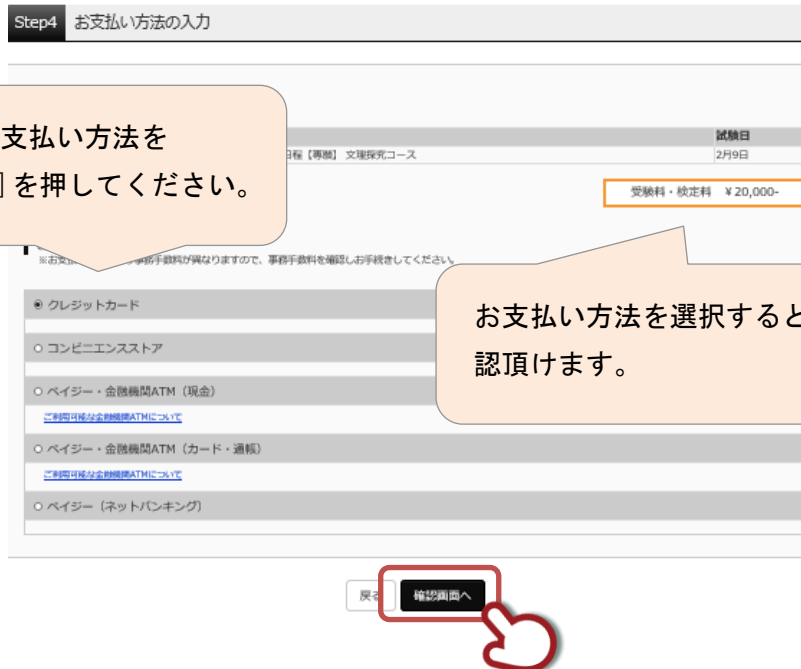 Step4 お支払い方法の入力
支払い方法を
］を押してください。
試験日
日程【専願】 文理探究コース 2月9日
受験料・検定料 ￥20,000-
※お支 事務手数料が異なりますので、事務手数料を確認しお手続きしてください。
お支払い方法を選択すると
認頂けます。
クレジットカード
コンビニエンスストア
ペイジー・金融機関ATM（現金）
ご利用可能な金融機関ATMについて
ペイジー・金融機関ATM（カード・通帳）
ご利用可能な金融機関ATMについて
ペイジー（ネットバンキング）
戻る 確認画面へ